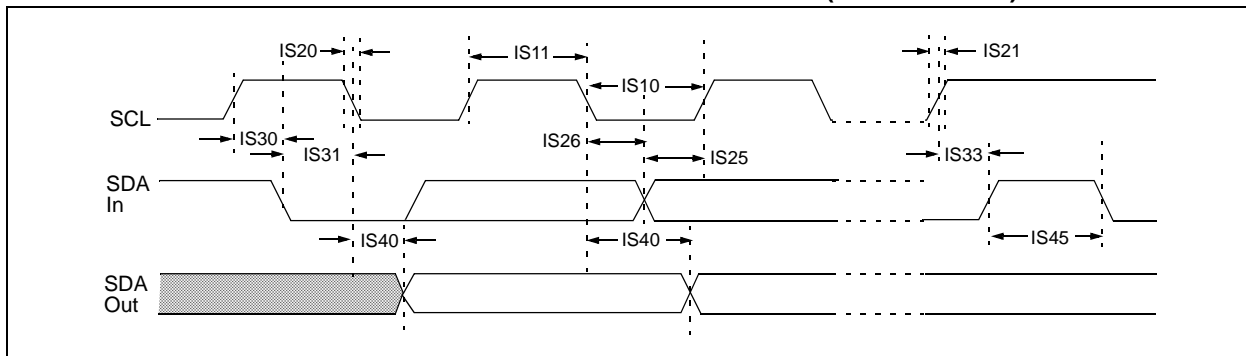 IS20
IS11
IS21
IS10
SCL
IS30
IS26
IS31
IS25
IS33
SDA
In
IS40
IS40
IS45
SDA
Out